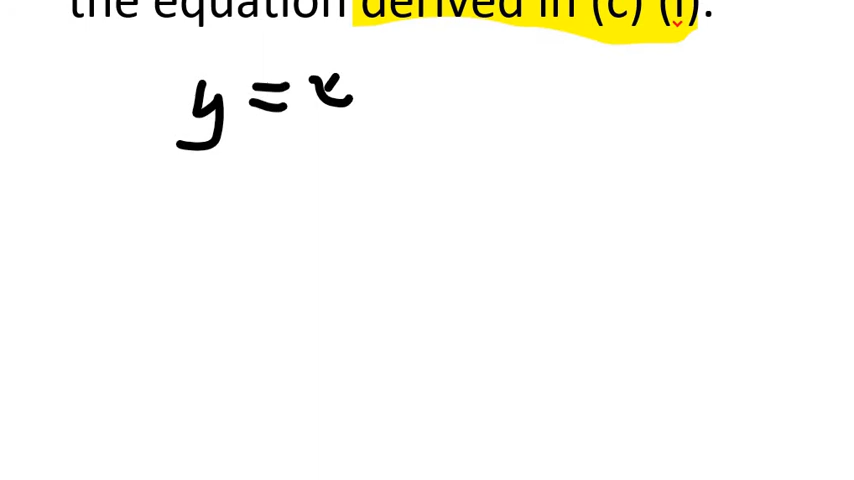 the equation derived in (c) (i).
y = x